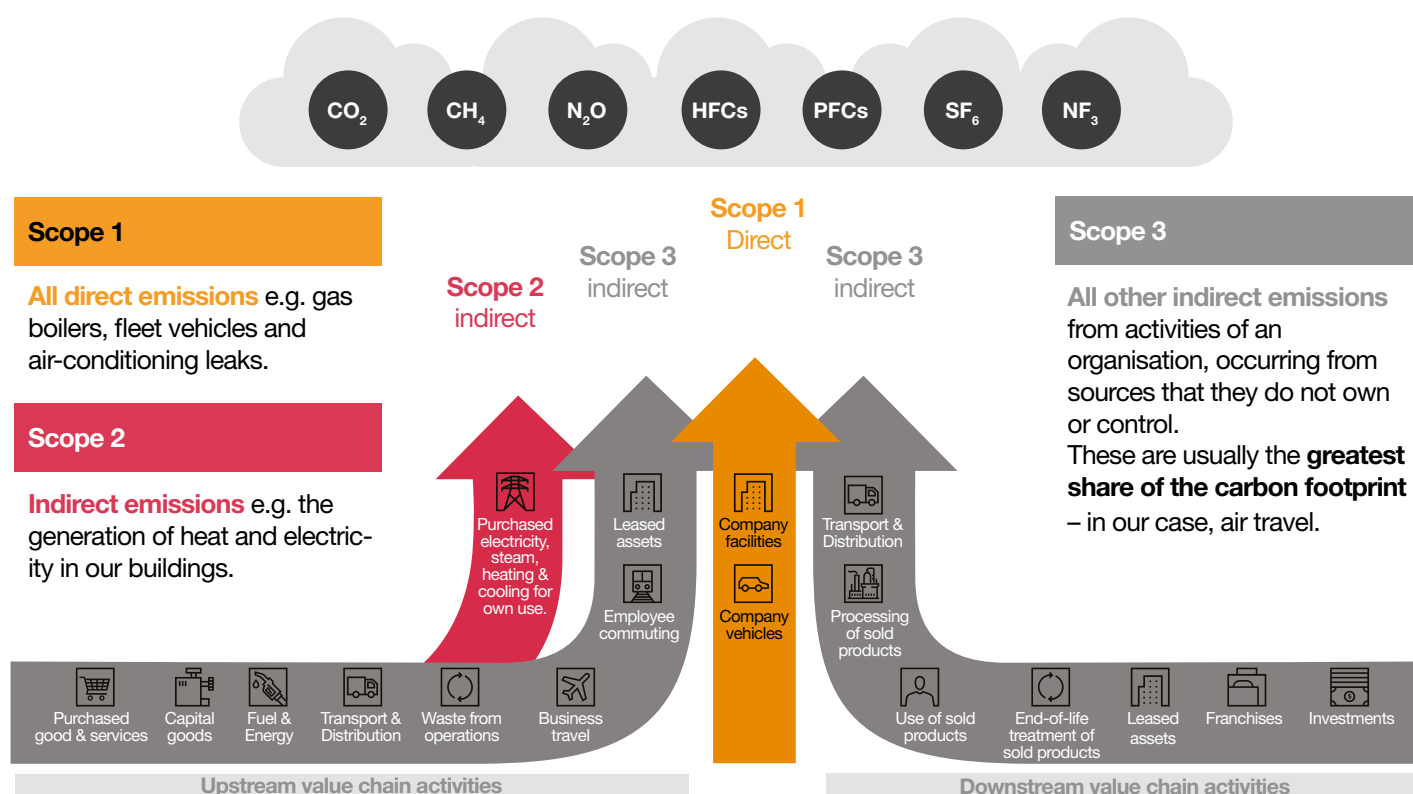 CO₂
CH₄
N₂O
HFCs
PFCs
SF₆
NF₃
Scope 1
All direct emissions e.g. gas
boilers, fleet vehicles and
air-conditioning leaks.
Scope 2
Indirect emissions e.g. the
generation of heat and electric-
ity in our buildings.
Scope 2
indirect
Scope 3
indirect
Scope 1
Direct
Scope 3
indirect
Scope 3
All other indirect emissions
from activities of an
organisation, occurring from
sources that they do not own
or control.
These are usually the greatest
share of the carbon footprint
– in our case, air travel.
Purchased
electricity,
steam,
heating &
cooling for
own use.
Leased
assets
Employee
commuting
Company
facilities
Company
vehicles
Transport &
Distribution
Processing
of sold
products
Purchased
good & services
Capital
goods
Fuel &
Energy
Transport &
Distribution
Waste from
operations
Business
travel
Use of sold
products
End-of-life
treatment of
sold products
Leased
assets
Franchises
Investments
Upstream value chain activities
Downstream value chain activities